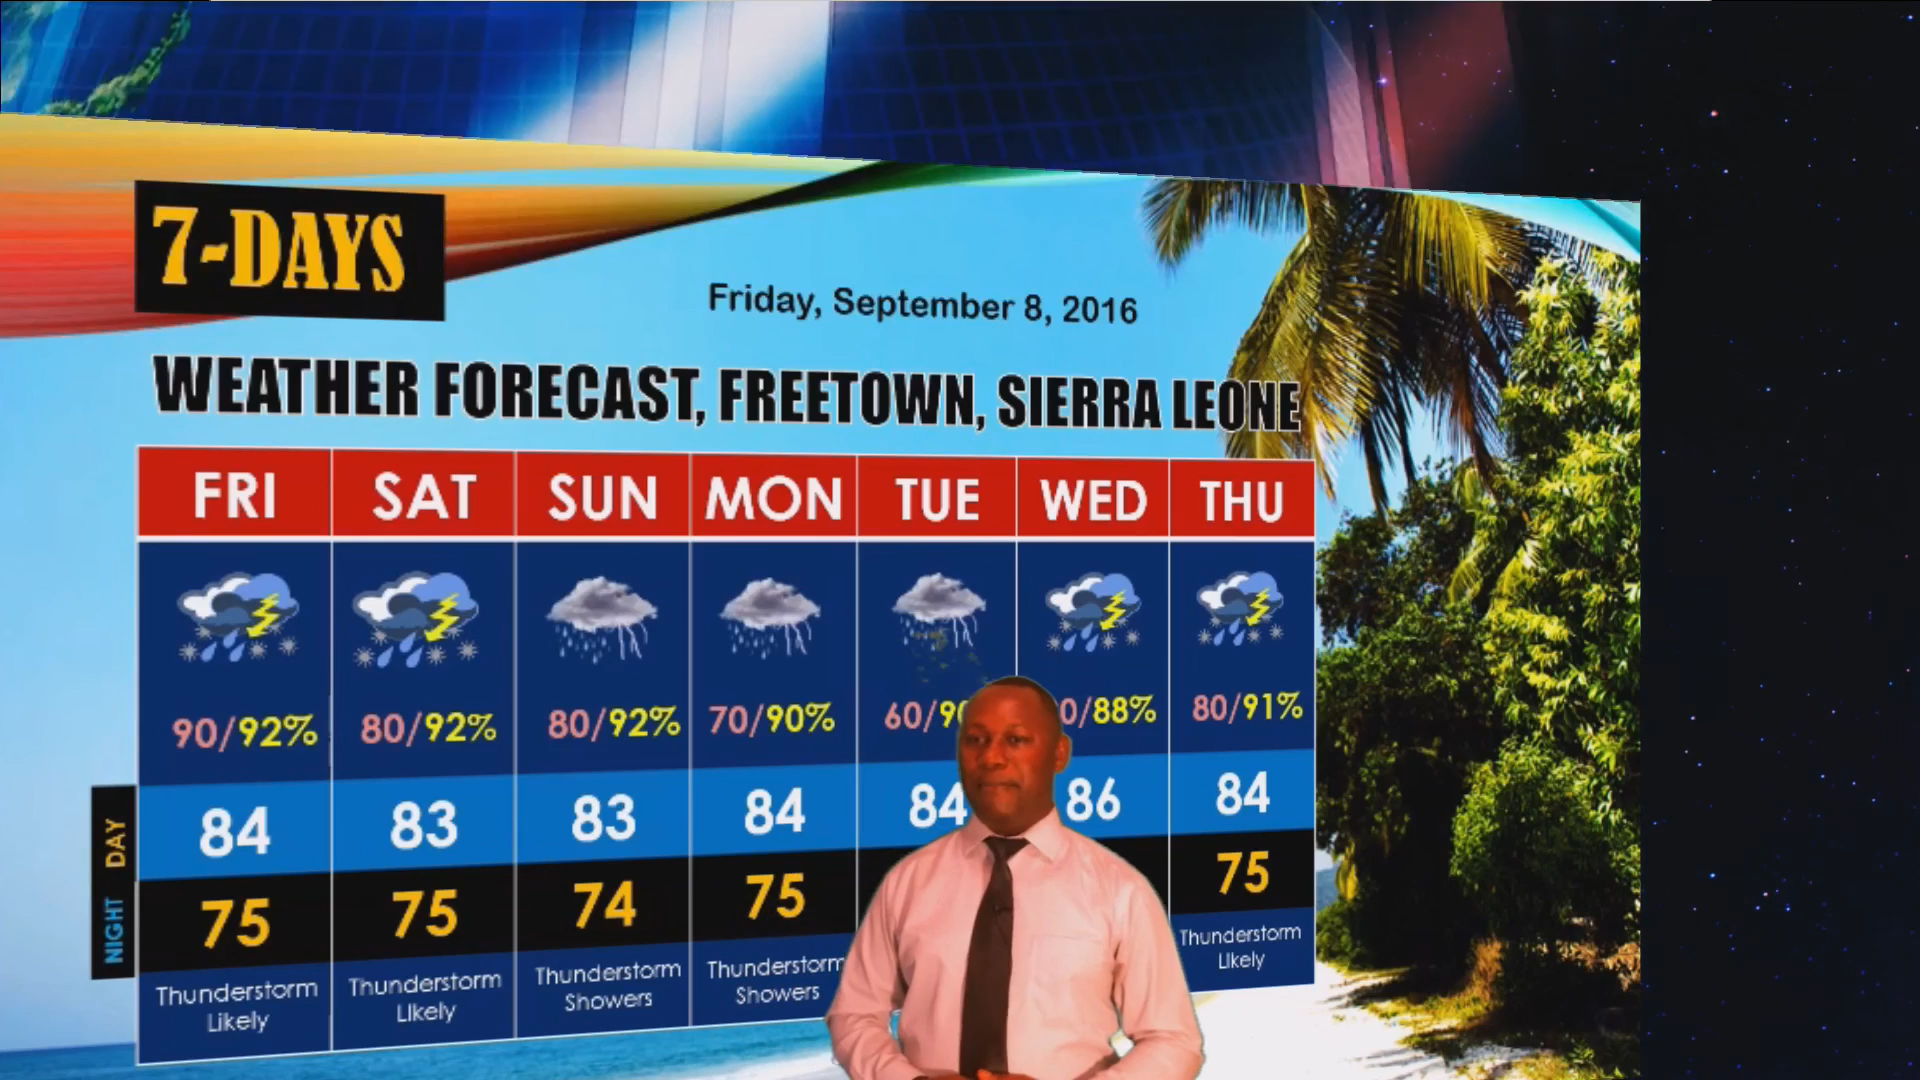 7-DAYS
Friday, September 8, 2016
WEATHER FORECAST, FREETOWN, SIERRA LEONE
FRI SAT SUN MON TUE WED THU
90/92% 80/92% 80/92% 70/90% 60/ /88% 80/91%
DAY 84 83 83 84 84 86 84
NIGHT 75 75 74 75 75
Thunderstorm Thunderstorm Thunderstorm Thunderstorm Thunderstorm
Likely Likely Showers Showers Likely